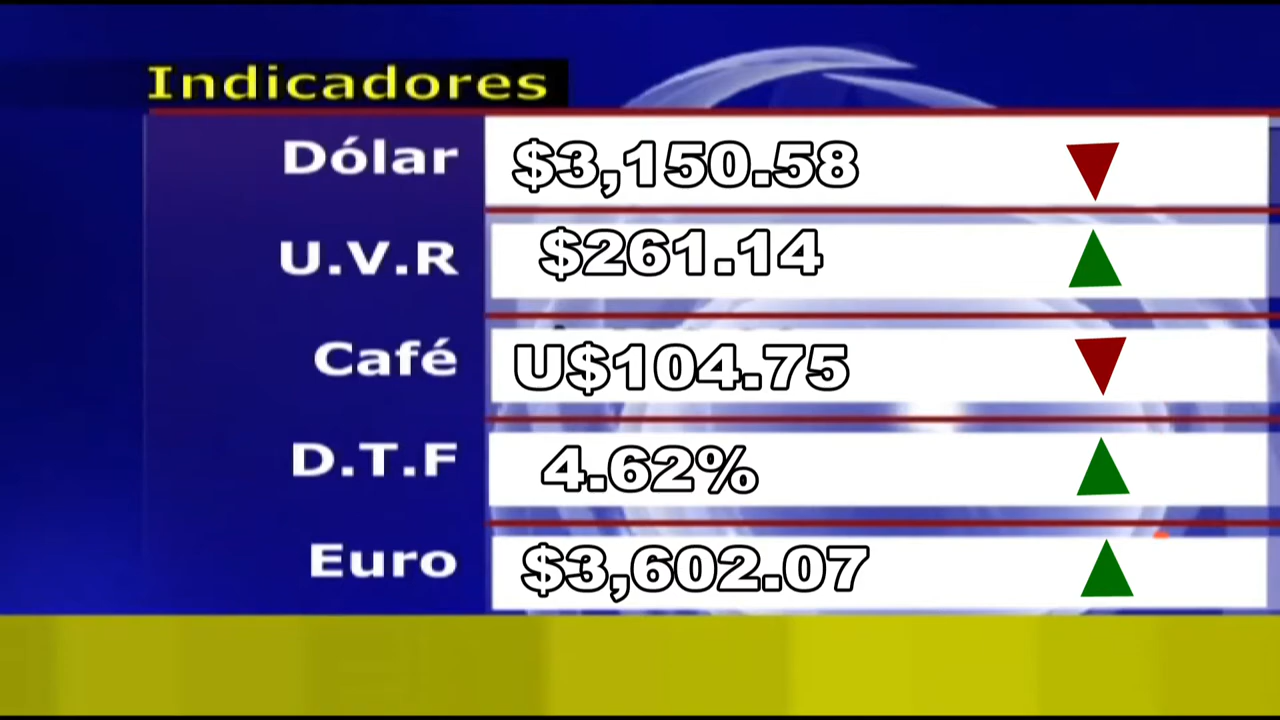 Indicadores
Dólar $3,150.58
U.V.R $261.14
Café U$104.75
D.T.F 4.62%
Euro $3,602.07